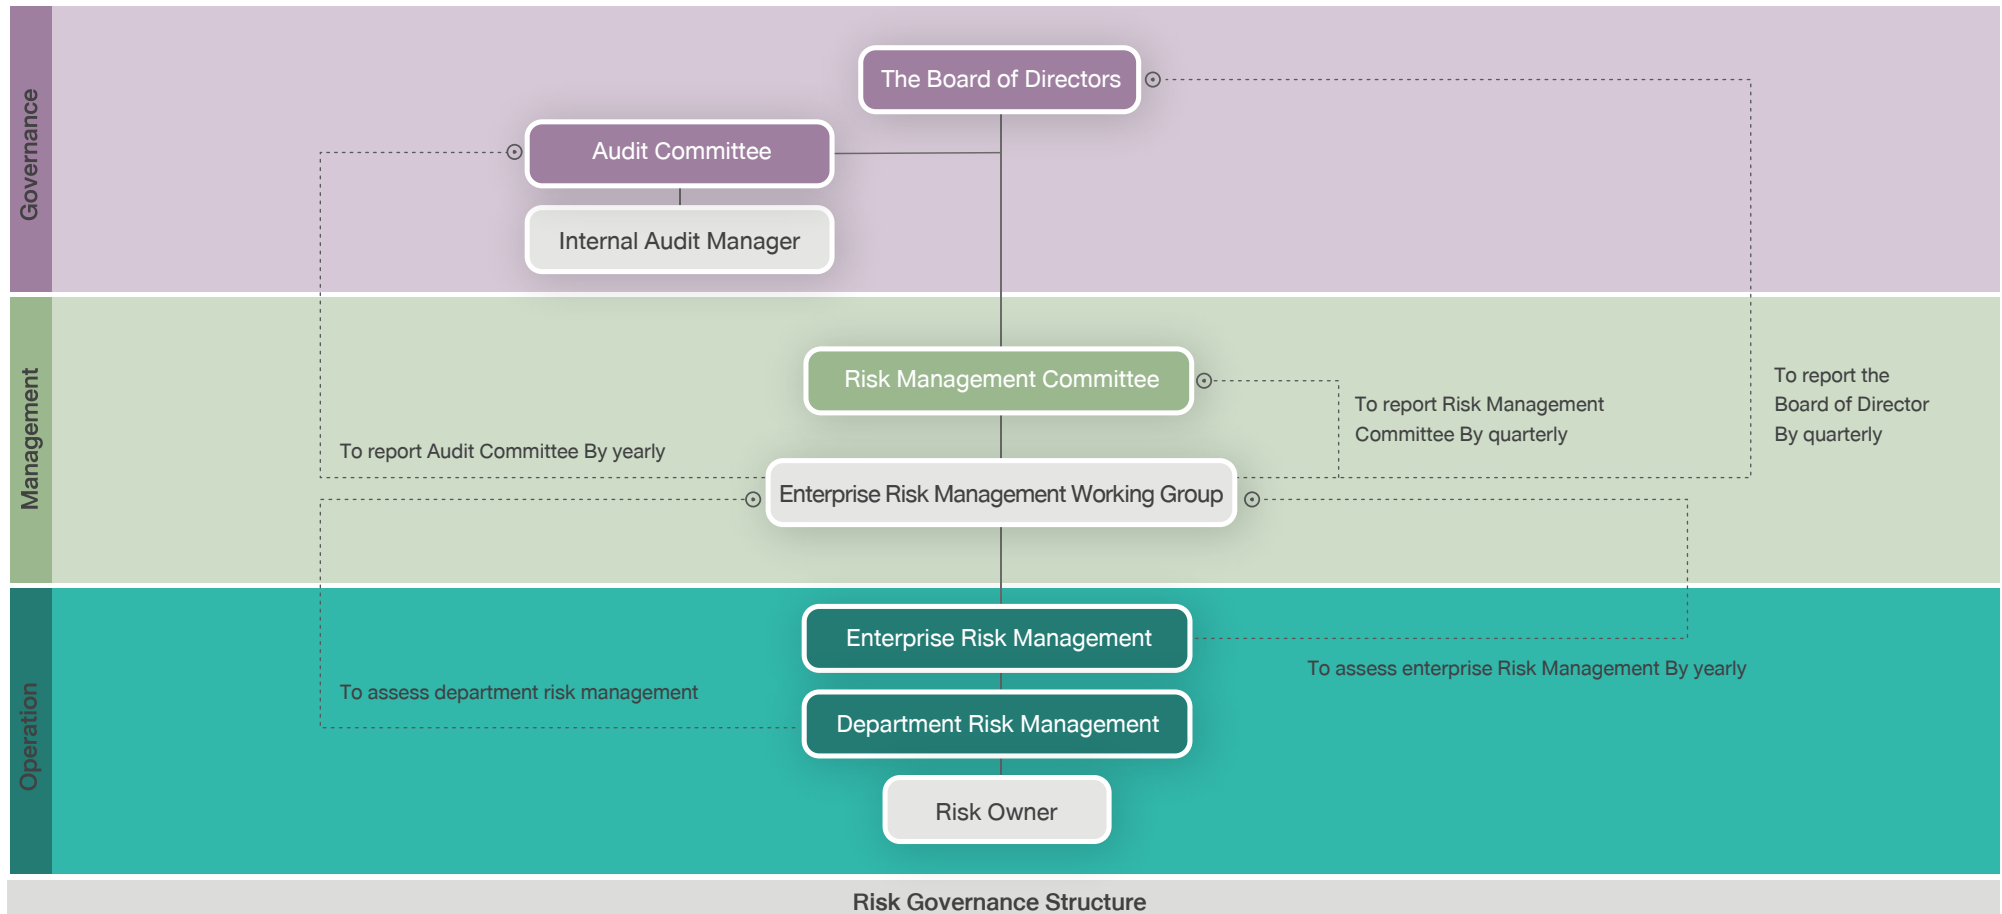 Governance
The Board of Directors
Audit Committee
Internal Audit Manager
Management
Risk Management Committee
To report Risk Management
Committee By quarterly
To report the
Board of Director
By quarterly
To report Audit Committee By yearly
Enterprise Risk Management Working Group
Operation
Enterprise Risk Management
To assess enterprise Risk Management By yearly
To assess department risk management
Department Risk Management
Risk Owner
Risk Governance Structure